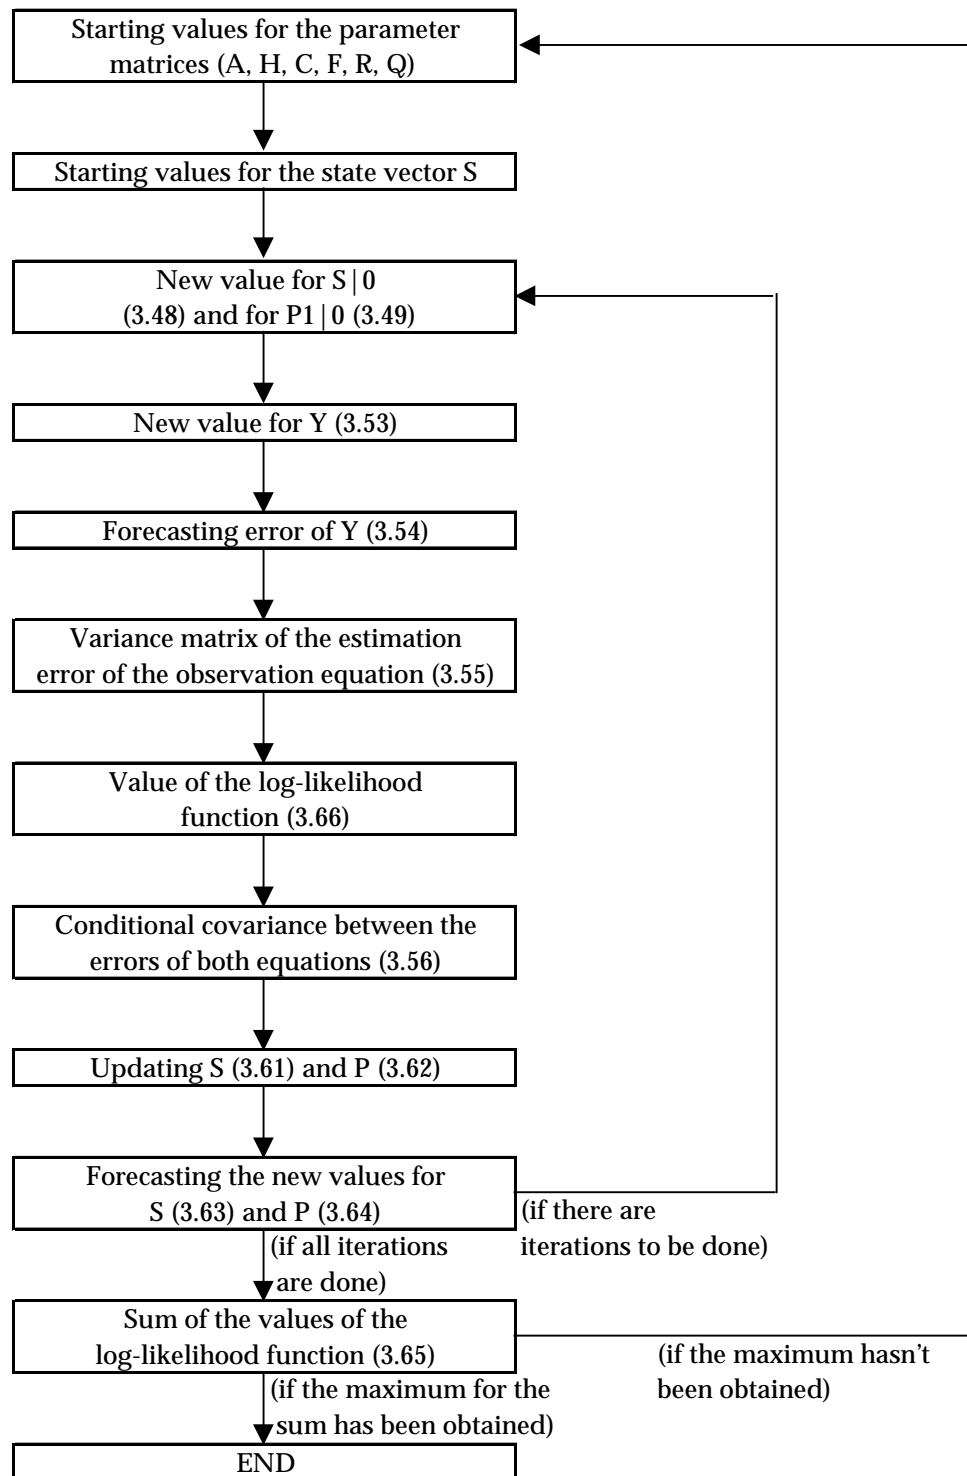 Starting values for the parameter
matrices (A, H, C, F, R, Q)
Starting values for the state vector S
New value for S|0
(3.48) and for P1|0 (3.49)
New value for Y (3.53)
Forecasting error of Y (3.54)
Variance matrix of the estimation
error of the observation equation (3.55)
Value of the log-likelihood
function (3.66)
Conditional covariance between the
errors of both equations (3.56)
Updating S (3.61) and P (3.62)
Forecasting the new values for
S (3.63) and P (3.64)
(if there are
iterations to be done)
(if all iterations
are done)
Sum of the values of the
log-likelihood function (3.65)
(if the maximum hasn't
been obtained)
(if the maximum for the
sum has been obtained)
END